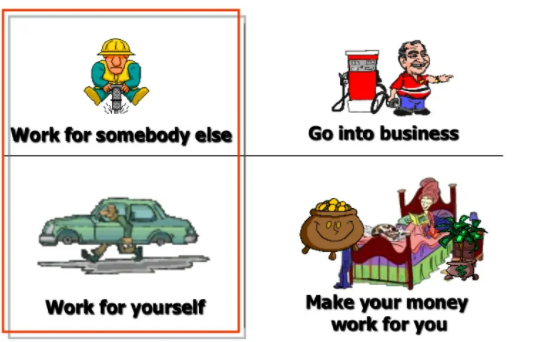 Work for somebody else
Go into business
Work for yourself
Make your money
work for you